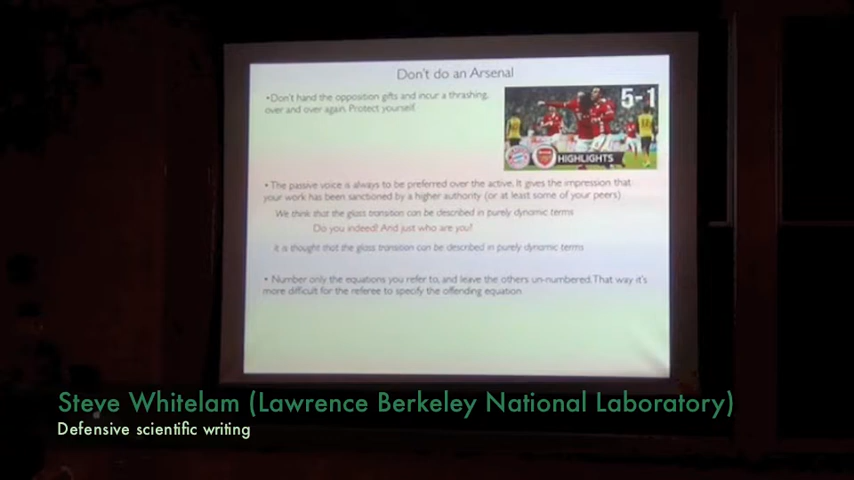 Don't do an Arsenal
•Don't hand the opposition gifts and incur a thrashing,
over and over again. Protect yourself.
5-1
HIGHLIGHTS
• The passive voice is always to be preferred over the active. It gives the impression that
your work has been sanctioned by a higher authority (or at least some of your peers)
We think that the glass transition can be described in purely dynamic terms
Do you indeed? And just who are you?
It is thought that the glass transition can be described in purely dynamic terms
• Number only the equations you refer to, and leave the others un-numbered. That way it's
more difficult for the referee to specify the offending equation
Steve Whitelam (Lawrence Berkeley National Laboratory)
Defensive scientific writing